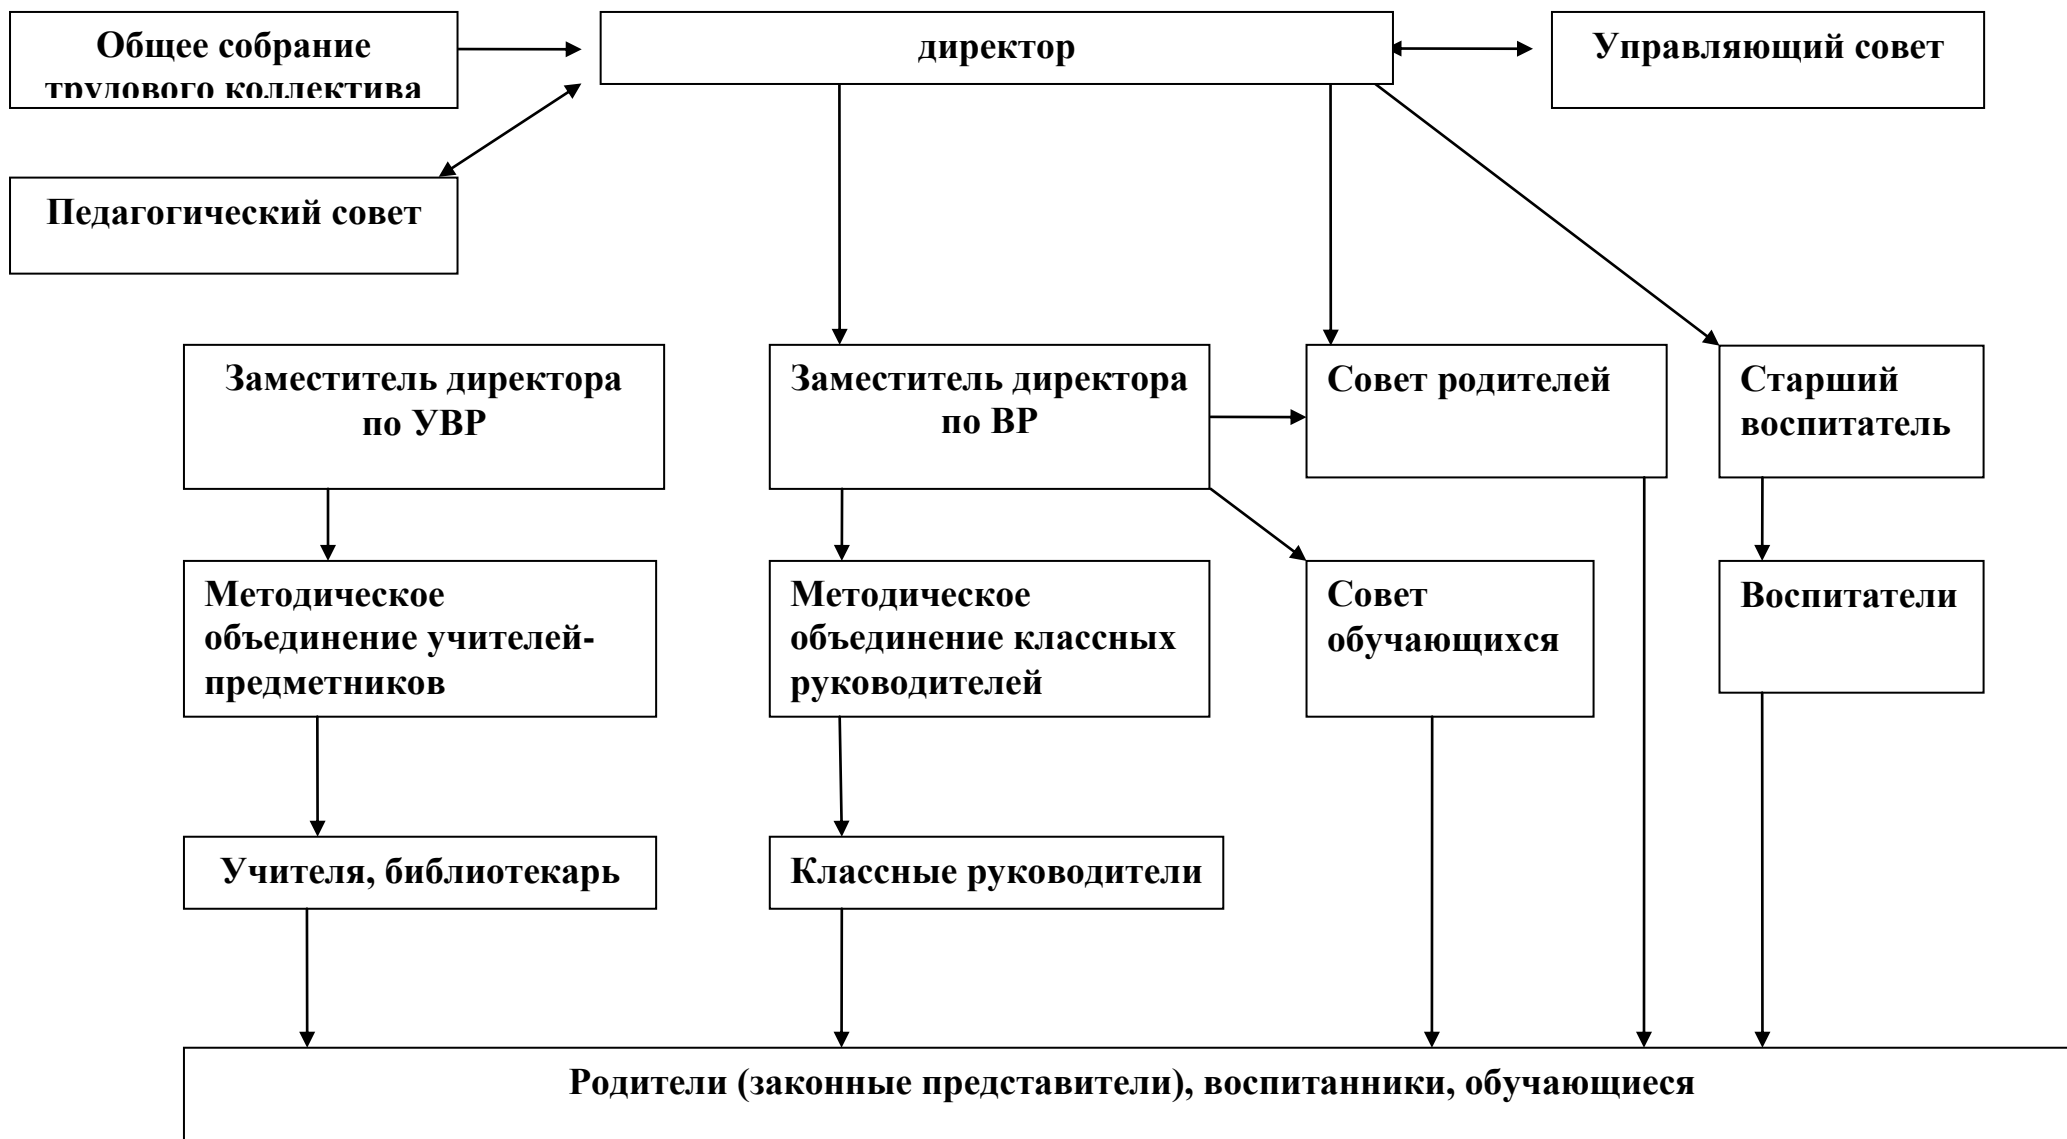 Общее собрание
трудового коллектива
директор
Управляющий совет
Педагогический совет
Заместитель директора
по УВР
Заместитель директора
по ВР
Совет родителей
Старший
воспитатель
Методическое
объединение учителей-
предметников
Методическое
объединение классных
руководителей
Совет
обучающихся
Воспитатели
Учителя, библиотекарь
Классные руководители
Родители (законные представители), воспитанники, обучающиеся